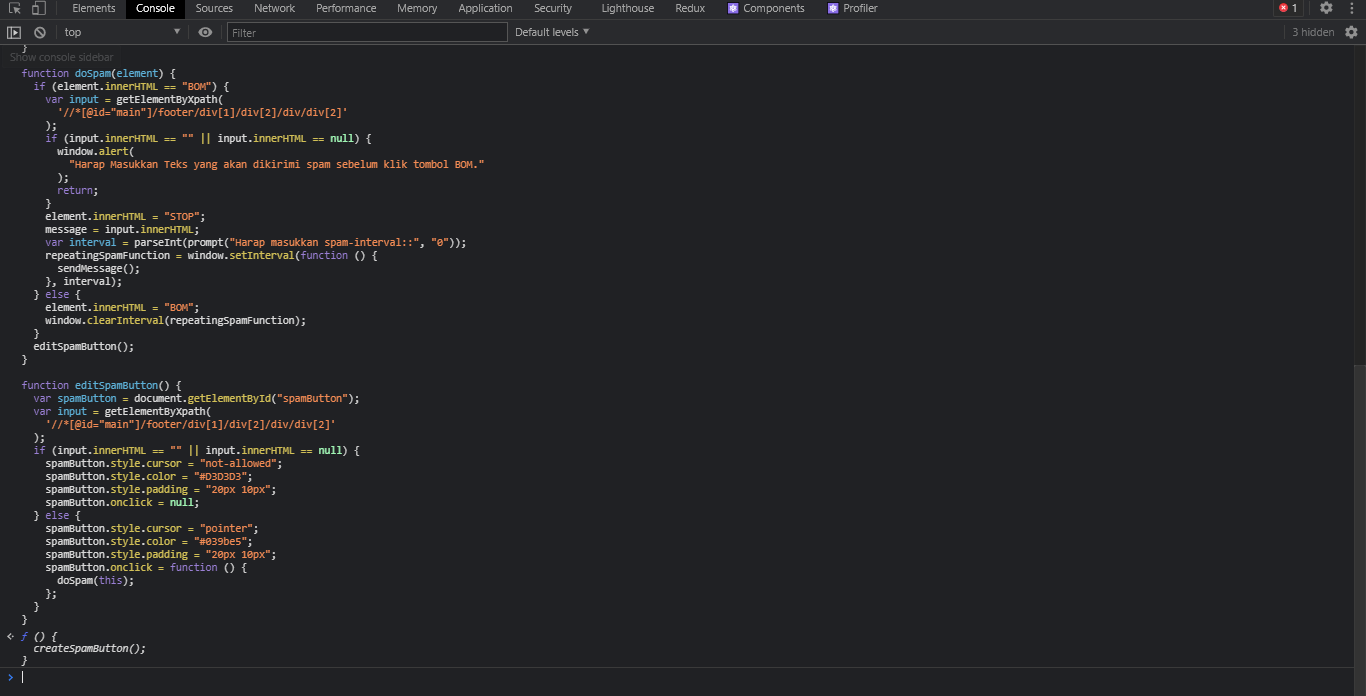 Elements Console Sources Network Performance Memory Application Security Lighthouse Redux Components Profiler 1
top Filter Default levels 3 hidden
}
Show console sidebar
function doSpam(element) {
if (element.innerHTML == "BOM") {
var input = getElementByXpath(
'//*[@id="main"]/footer/div[1]/div[2]/div/div[2]'
);
if (input.innerHTML == "" || input.innerHTML == null) {
window.alert(
"Harap Masukkan Teks yang akan dikirimi spam sebelum klik tombol BOM."
);
return;
}
element.innerHTML = "STOP";
message = input.innerHTML;
var interval = parseInt(prompt("Harap masukkan spam-interval::", "0"));
repeatingSpamFunction = window.setInterval(function () {
sendMessage();
}, interval);
} else {
element.innerHTML = "BOM";
window.clearInterval(repeatingSpamFunction);
}
editSpamButton();
}
function editSpamButton() {
var spamButton = document.getElementById("spamButton");
var input = getElementByXpath(
'//*[@id="main"]/footer/div[1]/div[2]/div/div[2]'
);
if (input.innerHTML == "" || input.innerHTML == null) {
spamButton.style.cursor = "not-allowed";
spamButton.style.color = "#D3D3D3";
spamButton.style.padding = "20px 10px";
spamButton.onclick = null;
} else {
spamButton.style.cursor = "pointer";
spamButton.style.color = "#039be5";
spamButton.style.padding = "20px 10px";
spamButton.onclick = function () {
doSpam(this);
};
}
}
ƒ () {
createSpamButton();
}